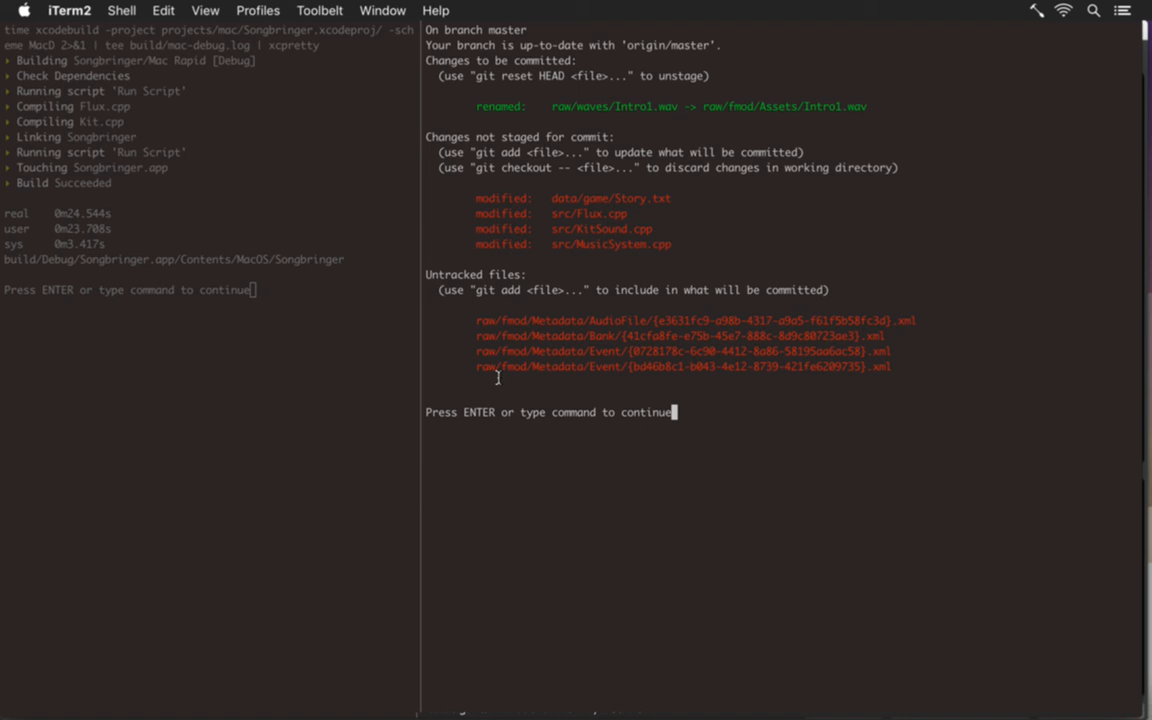 iTerm2 Shell Edit View Profiles Toolbelt Window Help
time xcodebuild -project projects/mac/Songbringer.xcodeproj/ -sch
eme MacD 2>&1 | tee build/mac-debug.log | xcpretty
▸ Building Songbringer/Mac Rapid [Debug]
▸ Check Dependencies
▸ Running script 'Run Script'
▸ Compiling Flux.cpp
▸ Compiling Kit.cpp
▸ Linking Songbringer
▸ Running script 'Run Script'
▸ Touching Songbringer.app
▸ Build Succeeded
real 0m24.544s
user 0m23.708s
sys 0m3.417s
build/Debug/Songbringer.app/Contents/MacOS/Songbringer
Press ENTER or type command to continue
On branch master
Your branch is up-to-date with 'origin/master'.
Changes to be committed:
(use "git reset HEAD <file>..." to unstage)
renamed: raw/waves/Intro1.wav -> raw/fmod/Assets/Intro1.wav
Changes not staged for commit:
(use "git add <file>..." to update what will be committed)
(use "git checkout -- <file>..." to discard changes in working directory)
modified: data/game/Story.txt
modified: src/Flux.cpp
modified: src/KitSound.cpp
modified: src/MusicSystem.cpp
Untracked files:
(use "git add <file>..." to include in what will be committed)
raw/fmod/Metadata/AudioFile/{e3631fc9-a98b-4317-a9a5-f61f5b58fc3d}.xml
raw/fmod/Metadata/Bank/{41cfa8fe-e75b-45e7-888c-8d9c80723ae3}.xml
raw/fmod/Metadata/Event/{0728178c-6c90-4412-8a86-58195aa6ac58}.xml
raw/fmod/Metadata/Event/{bd46b8c1-b043-4e12-8739-421fe6209735}.xml
Press ENTER or type command to continue